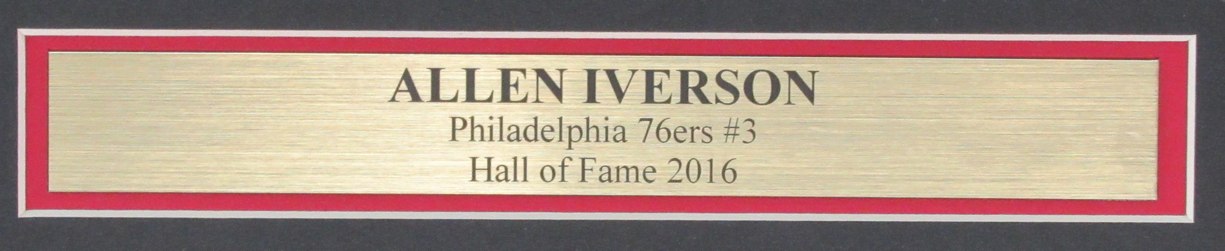 ALLEN IVERSON
Philadelphia 76ers #3
Hall of Fame 2016